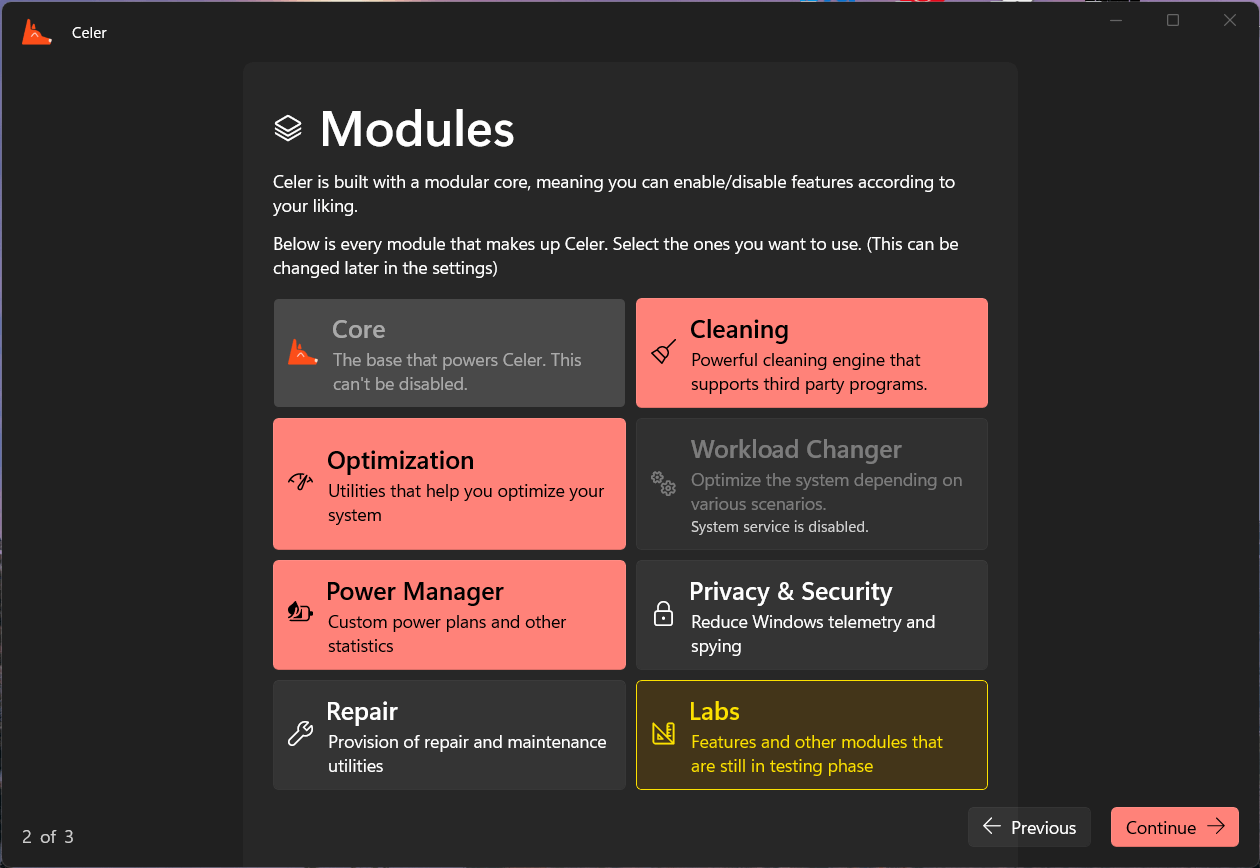 Celer
Modules
Celer is built with a modular core, meaning you can enable/disable features according to
your liking.
Below is every module that makes up Celer. Select the ones you want to use. (This can be
changed later in the settings)
Core
The base that powers Celer. This
can't be disabled.
Cleaning
Powerful cleaning engine that
supports third party programs.
Optimization
Utilities that help you optimize your
system
Workload Changer
Optimize the system depending on
various scenarios.
System service is disabled.
Power Manager
Custom power plans and other
statistics
Privacy & Security
Reduce Windows telemetry and
spying
Repair
Provision of repair and maintenance
utilities
Labs
Features and other modules that
are still in testing phase
2 of 3
Previous
Continue